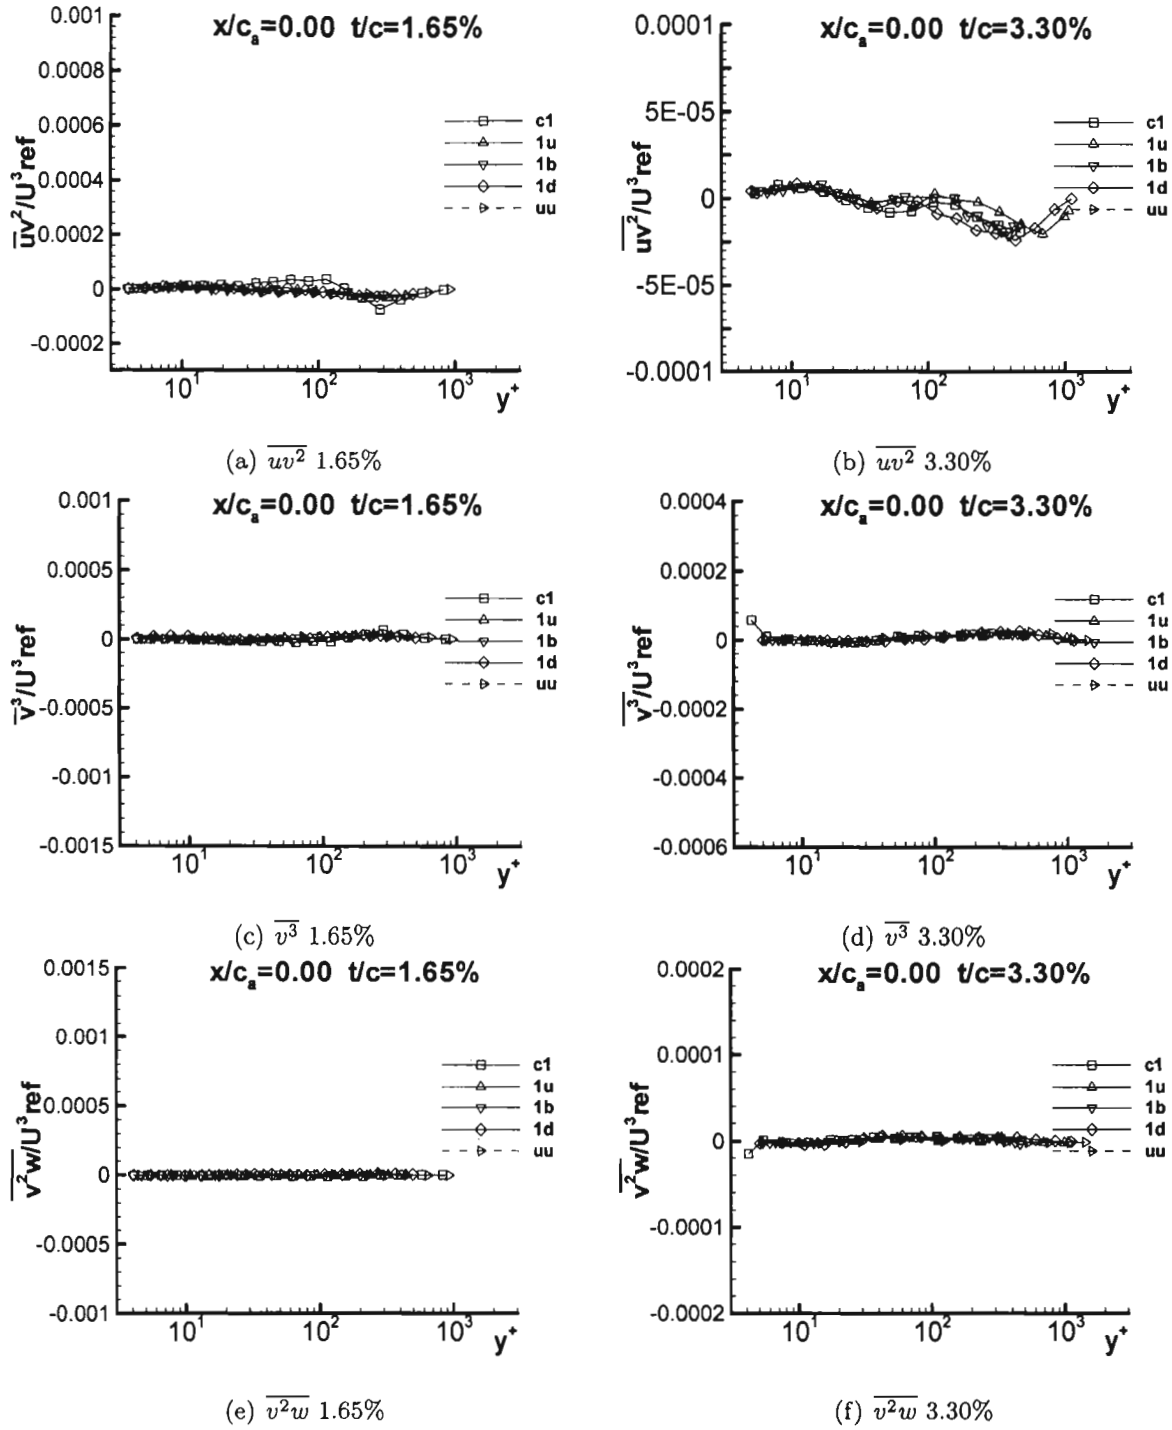 x/cₐ=0.00 t/c=1.65%
0.001
0.0008
0.0006
0.0004
0.0002
0
-0.0002
uv²/U³ref
c1
1u
1b
1d
uu
10¹ 10² 10³
y⁺
(a) uv² 1.65%
x/cₐ=0.00 t/c=3.30%
0.0001
5E-05
0
-5E-05
-0.0001
uv²/U³ref
c1
1u
1b
1d
uu
10¹ 10² 10³
y⁺
(b) uv² 3.30%
x/cₐ=0.00 t/c=1.65%
0.001
0.0005
0
-0.0005
-0.001
-0.0015
v³/U³ref
c1
1u
1b
1d
uu
10¹ 10² 10³
y⁺
(c) v³ 1.65%
x/cₐ=0.00 t/c=3.30%
0.0004
0.0002
0
-0.0002
-0.0004
-0.0006
v³/U³ref
c1
1u
1b
1d
uu
10¹ 10² 10³
y⁺
(d) v³ 3.30%
x/cₐ=0.00 t/c=1.65%
0.0015
0.001
0.0005
0
-0.0005
-0.001
v²w/U³ref
c1
1u
1b
1d
uu
10¹ 10² 10³
y⁺
(e) v²w 1.65%
x/cₐ=0.00 t/c=3.30%
0.0002
0.0001
0
-0.0001
-0.0002
v²w/U³ref
c1
1u
1b
1d
uu
10¹ 10² 10³
y⁺
(f) v²w 3.30%